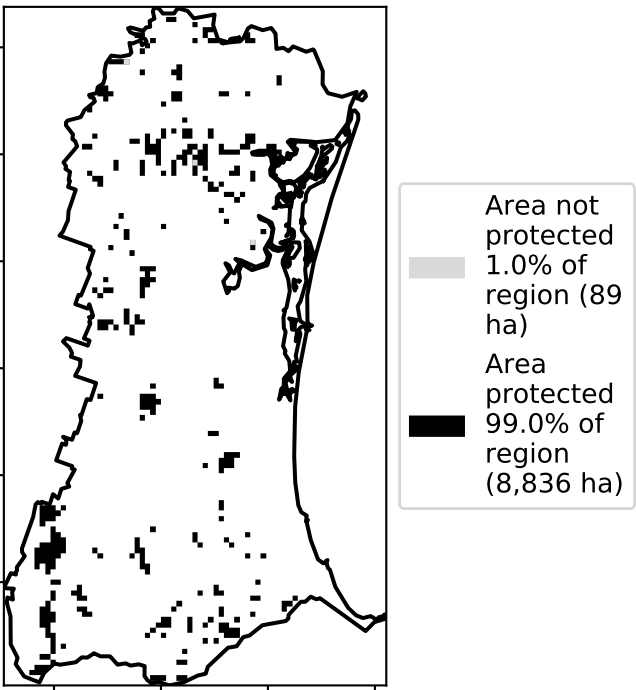 Area not
protected
1.0% of
region (89
ha)
Area
protected
99.0% of
region
(8,836 ha)